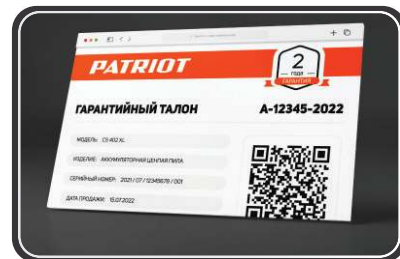 PATRIOT
2
ГОДА
ГАРАНТИЯ
ГАРАНТИЙНЫЙ ТАЛОН
A-12345-2022
МОДЕЛЬ: CS 402 XL
ИЗДЕЛИЕ: АККУМУЛЯТОРНАЯ ЦЕПНАЯ ПИЛА
СЕРИЙНЫЙ НОМЕР: 2021 / 07 / 12345678 / 001
ДАТА ПРОДАЖИ: 15.07.2022